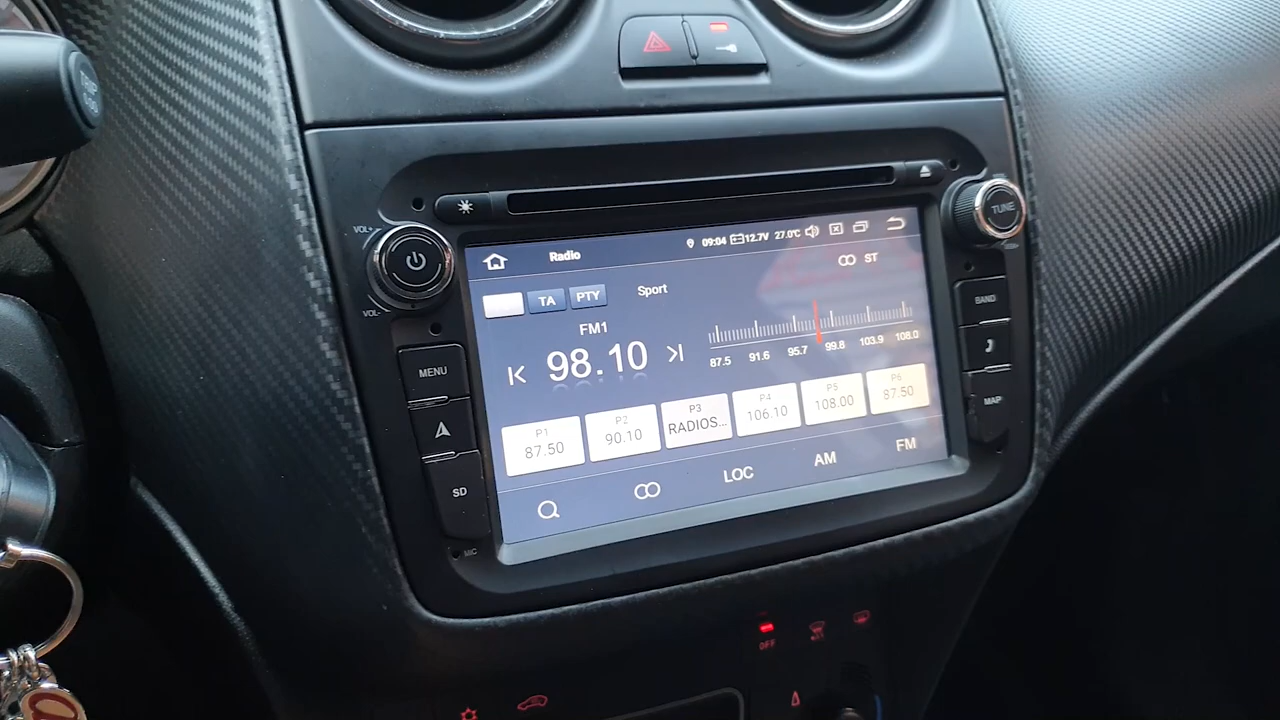 VOL+
VOL-
MENU
SD
MIC
Radio
09:04 12.7V 27.0°C
ST
TA PTY Sport
FM1
98.10
87.5 91.6 95.7 99.8 103.9 108.0
P1 P2 P3 P4 P5 P6
87.50 90.10 RADIOS... 106.10 108.00 87.50
LOC AM FM
TUNE
BAND
MAP
OFF